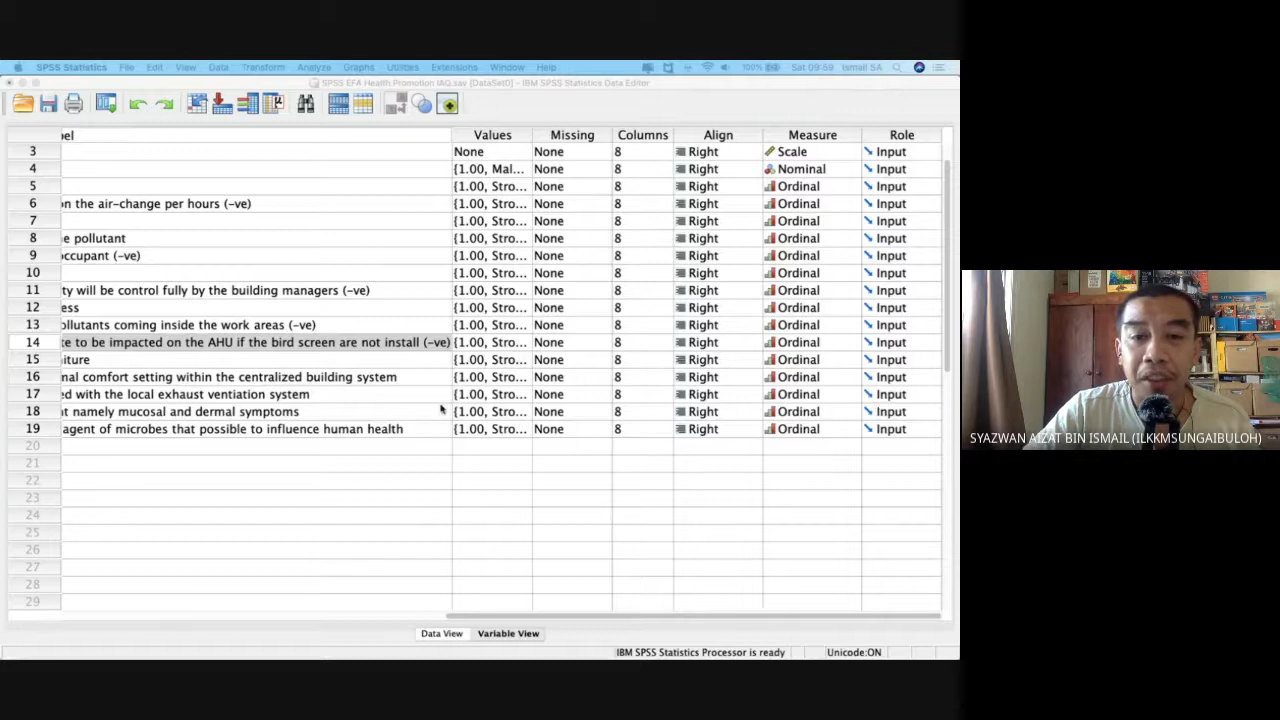 SPSS Statistics File Edit View Data Transform Analyze Graphs Utilities Extensions Window Help 100% Sat 09:59 Ismail SA
SPSS EFA Health Promotion IAQ.sav [DataSet0] - IBM SPSS Statistics Data Editor
Values Missing Columns Align Measure Role
3 None None 8 Right Scale Input
4 {1.00, Mal... None 8 Right Nominal Input
5 {1.00, Stro... None 8 Right Ordinal Input
6 on the air-change per hours (-ve) {1.00, Stro... None 8 Right Ordinal Input
7 {1.00, Stro... None 8 Right Ordinal Input
8 e pollutant {1.00, Stro... None 8 Right Ordinal Input
9 occupant (-ve) {1.00, Stro... None 8 Right Ordinal Input
10 {1.00, Stro... None 8 Right Ordinal Input
11 ty will be control fully by the building managers (-ve) {1.00, Stro... None 8 Right Ordinal Input
12 ess {1.00, Stro... None 8 Right Ordinal Input
13 ollutants coming inside the work areas (-ve) {1.00, Stro... None 8 Right Ordinal Input
14 te to be impacted on the AHU if the bird screen are not install (-ve) {1.00, Stro... None 8 Right Ordinal Input
15 niture {1.00, Stro... None 8 Right Ordinal Input
16 nal comfort setting within the centralized building system {1.00, Stro... None 8 Right Ordinal Input
17 ed with the local exhaust ventiation system {1.00, Stro... None 8 Right Ordinal Input
18 t namely mucosal and dermal symptoms {1.00, Stro... None 8 Right Ordinal Input
19 agent of microbes that possible to influence human health {1.00, Stro... None 8 Right Ordinal Input
20
21
22
23
24
25
26
27
28
29
Data View Variable View
IBM SPSS Statistics Processor is ready Unicode:ON
SYAZWAN AIZAT BIN ISMAIL (ILKKMSUNGAIBULOH)